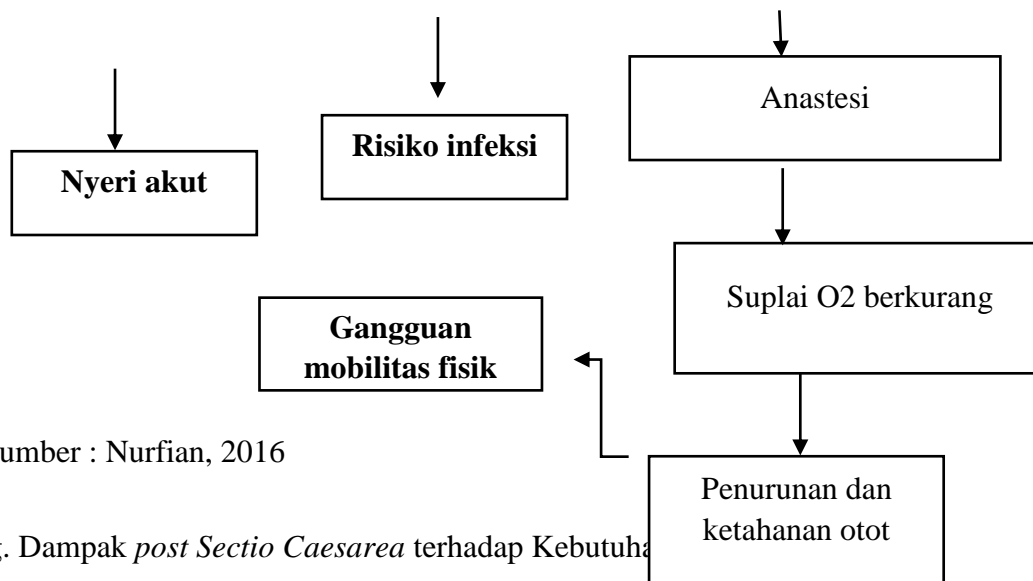 Anastesi
Risiko infeksi
Nyeri akut
Suplai O2 berkurang
Gangguan
mobilitas fisik
umber : Nurfian, 2016
Penurunan dan
ketahanan otot
. Dampak post Sectio Caesarea terhadap